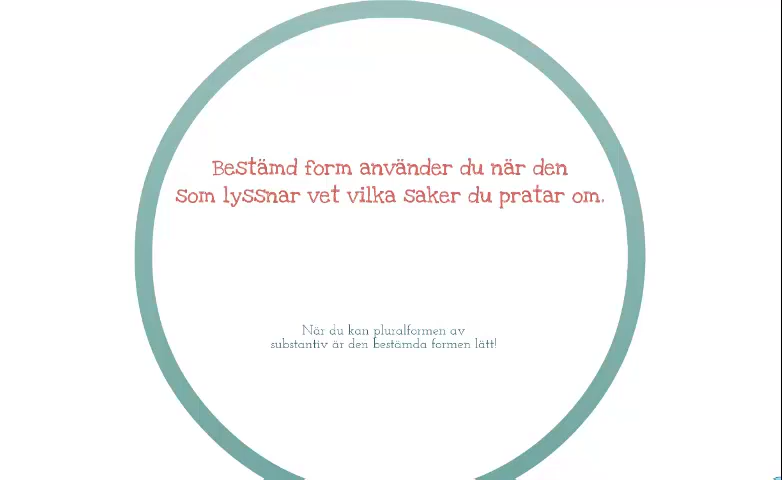 Bestämd form använder du när den
som lyssnar vet vilka saker du pratar om.
När du kan pluralformen av
substantiv är den bestämda formen lätt!